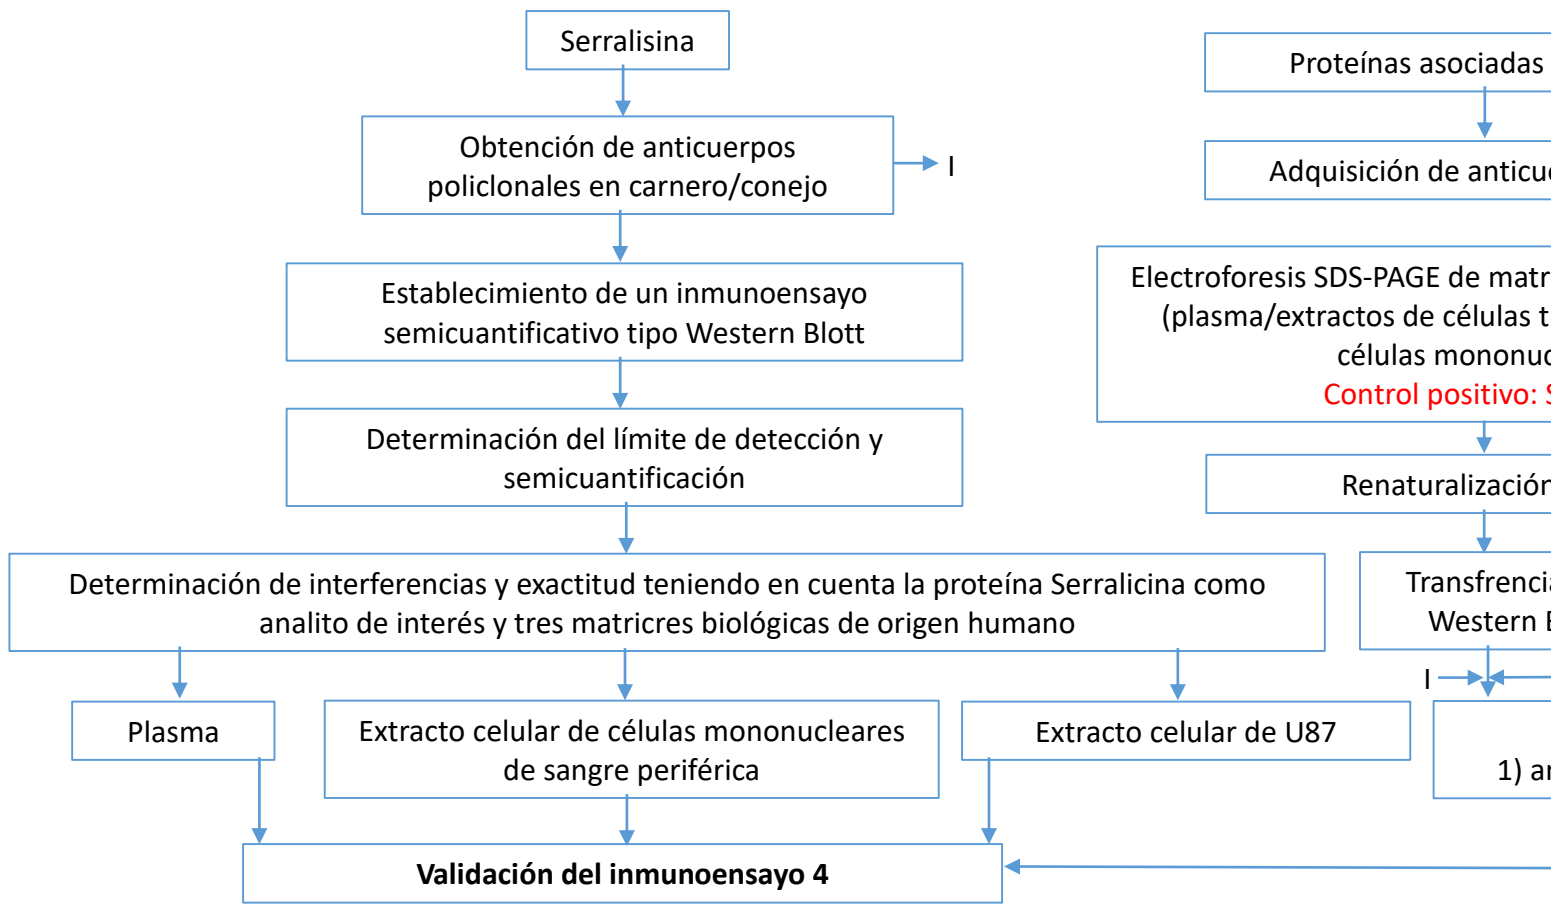 Serralisina
Obtención de anticuerpos
policlonales en carnero/conejo
I
Establecimiento de un inmunoensayo
semicuantificativo tipo Western Blott
Determinación del límite de detección y
semicuantificación
Determinación de interferencias y exactitud teniendo en cuenta la proteína Serralicina como
analito de interés y tres matricres biológicas de origen humano
Plasma
Extracto celular de células mononucleares
de sangre periférica
Extracto celular de U87
Validación del inmunoensayo 4
Proteínas asociadas
Adquisición de
Electroforesis SDS-PAGE de
(plasma/extractos de células
células
Control positivo:
Renaturalización
Western
I
1)